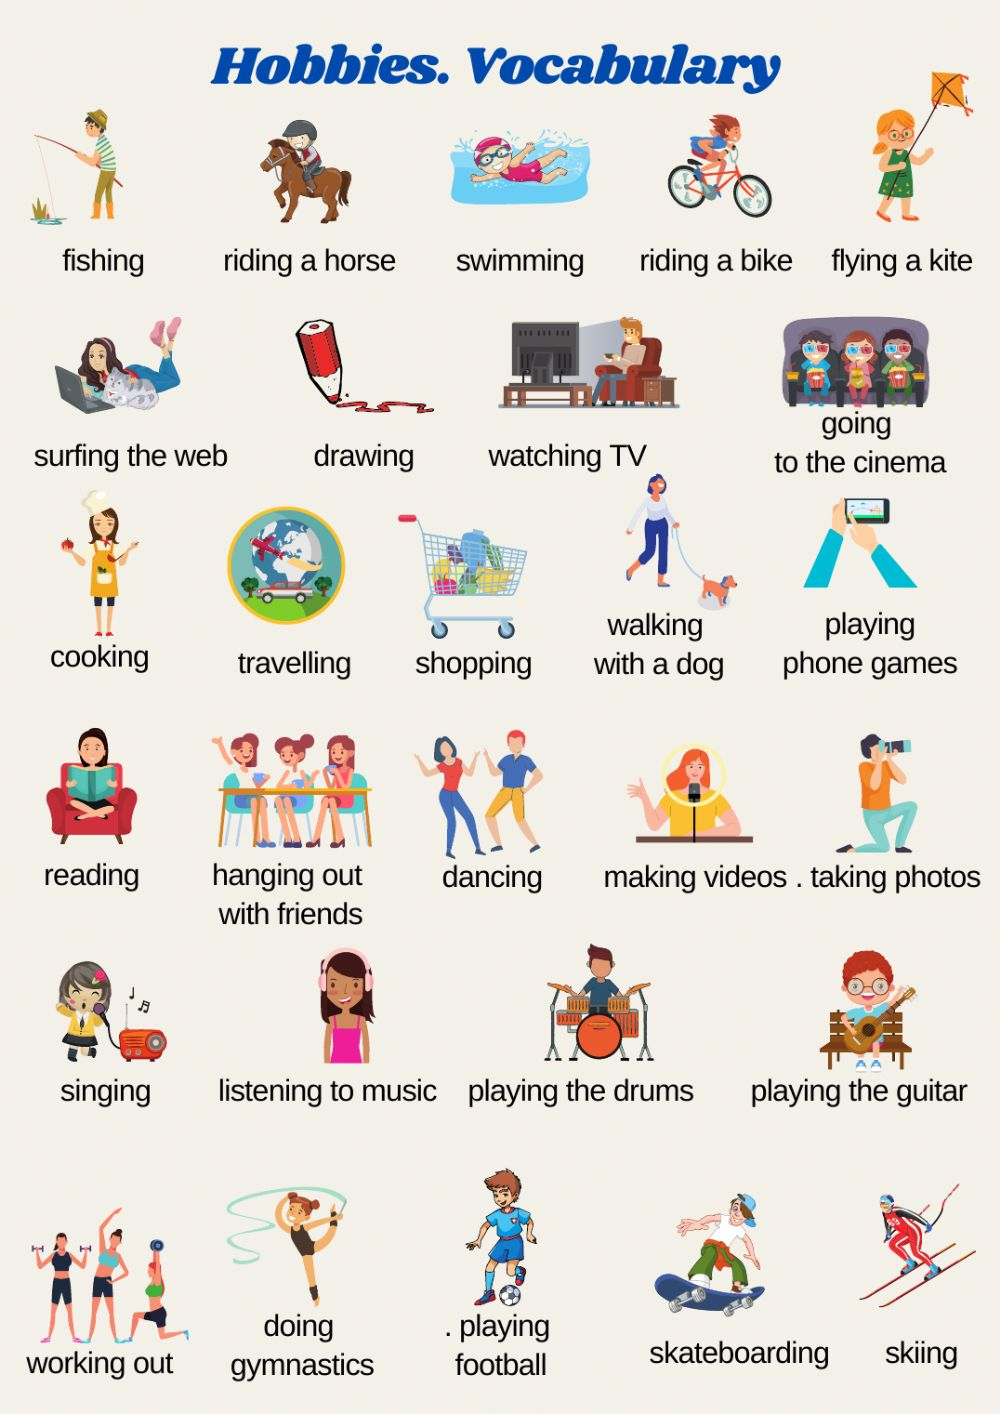 Hobbies. Vocabulary
fishing
riding a horse
swimming
riding a bike
flying a kite
surfing the web
drawing
watching TV
going
to the cinema
cooking
travelling
shopping
walking
with a dog
playing
phone games
reading
hanging out
with friends
dancing
making videos
. taking photos
singing
listening to music
playing the drums
playing the guitar
working out
doing
gymnastics
. playing
football
skateboarding
skiing